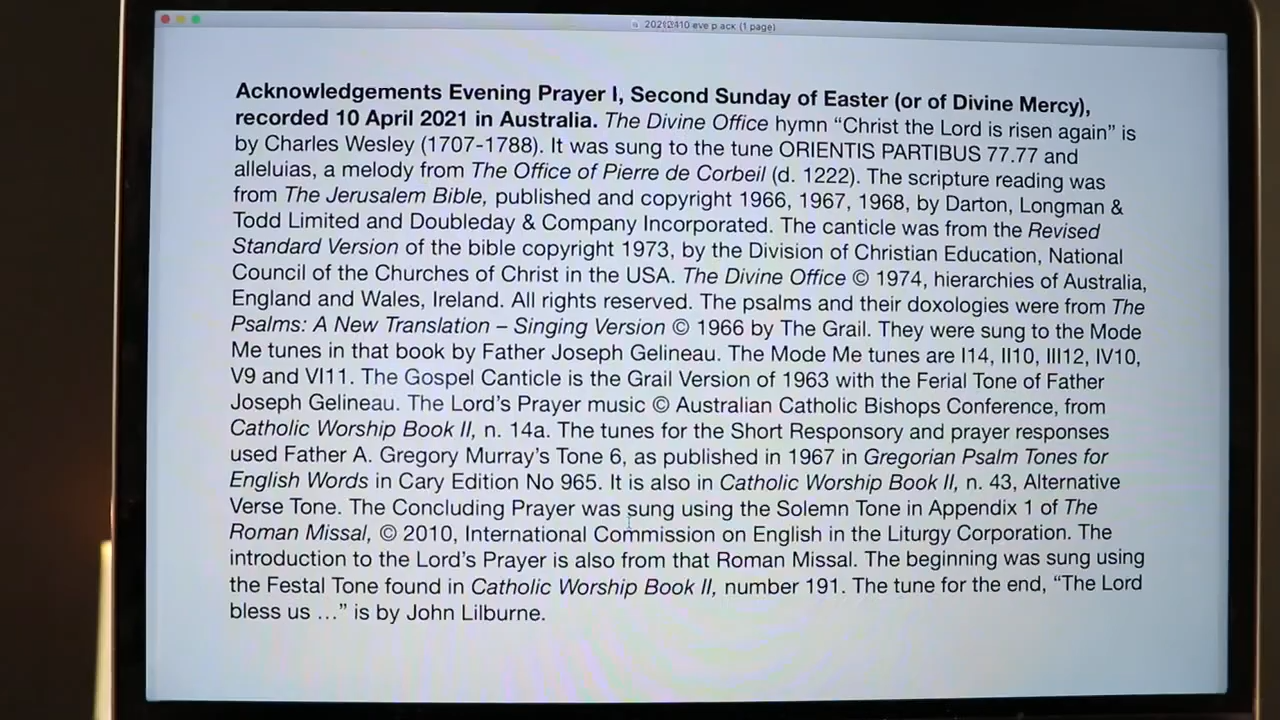 20210410 eve p acx (1 page)
Acknowledgements Evening Prayer I, Second Sunday of Easter (or of Divine Mercy),
recorded 10 April 2021 in Australia. The Divine Office hymn “Christ the Lord is risen again” is
by Charles Wesley (1707-1788). It was sung to the tune ORIENTIS PARTIBUS 77.77 and
alleluias, a melody from The Office of Pierre de Corbeil (d. 1222). The scripture reading was
from The Jerusalem Bible, published and copyright 1966, 1967, 1968, by Darton, Longman &
Todd Limited and Doubleday & Company Incorporated. The canticle was from the Revised
Standard Version of the bible copyright 1973, by the Division of Christian Education, National
Council of the Churches of Christ in the USA. The Divine Office © 1974, hierarchies of Australia,
England and Wales, Ireland. All rights reserved. The psalms and their doxologies were from The
Psalms: A New Translation – Singing Version © 1966 by The Grail. They were sung to the Mode
Me tunes in that book by Father Joseph Gelineau. The Mode Me tunes are I14, II10, III12, IV10,
V9 and VI11. The Gospel Canticle is the Grail Version of 1963 with the Ferial Tone of Father
Joseph Gelineau. The Lord’s Prayer music © Australian Catholic Bishops Conference, from
Catholic Worship Book II, n. 14a. The tunes for the Short Responsory and prayer responses
used Father A. Gregory Murray’s Tone 6, as published in 1967 in Gregorian Psalm Tones for
English Words in Cary Edition No 965. It is also in Catholic Worship Book II, n. 43, Alternative
Verse Tone. The Concluding Prayer was sung using the Solemn Tone in Appendix 1 of The
Roman Missal, © 2010, International Commission on English in the Liturgy Corporation. The
introduction to the Lord’s Prayer is also from that Roman Missal. The beginning was sung using
the Festal Tone found in Catholic Worship Book II, number 191. The tune for the end, “The Lord
bless us …” is by John Lilburne.